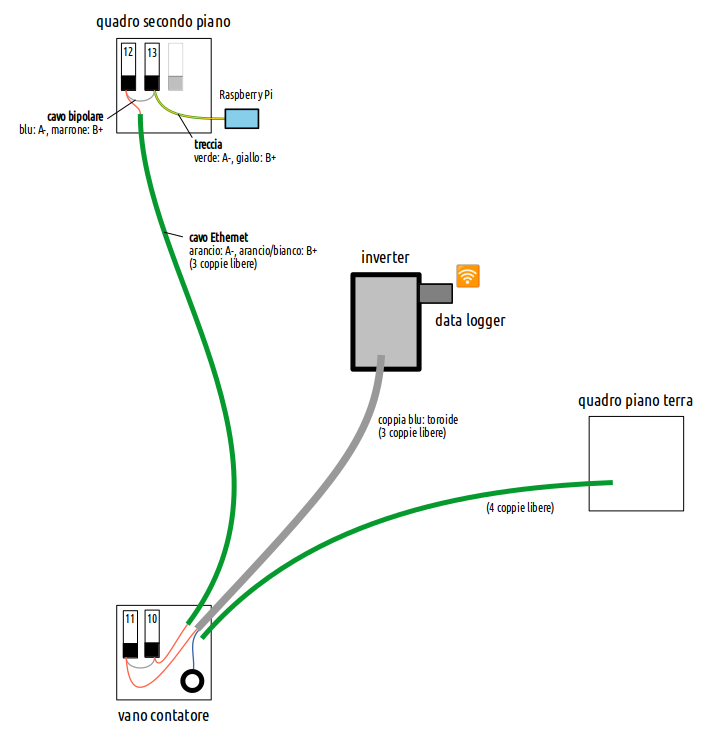 quadro secondo piano
12
13
Raspberry Pi
cavo bipolare
blu: A-, marrone: B+
treccia
verde: A-, giallo: B+
cavo Ethernet
arancio: A-, arancio/bianco: B+
(3 coppie libere)
inverter
data logger
quadro piano terra
coppia blu: toroide
(3 coppie libere)
(4 coppie libere)
11
10
vano contatore